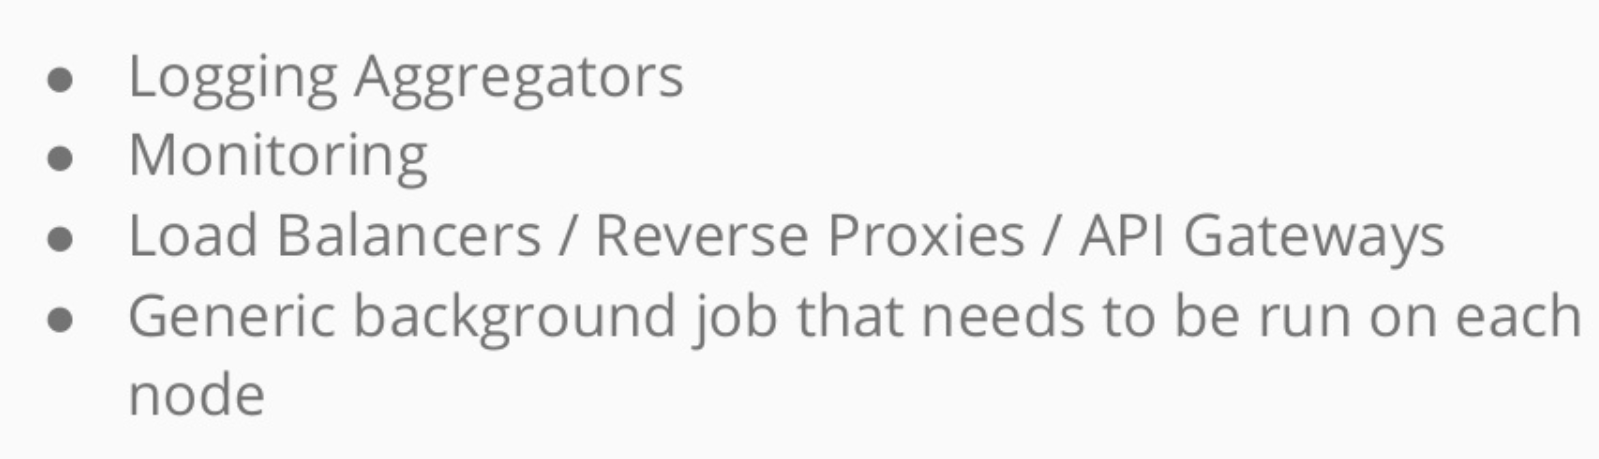 ● Logging Aggregators
● Monitoring
● Load Balancers / Reverse Proxies / API Gateways
● Generic background job that needs to be run on each
node